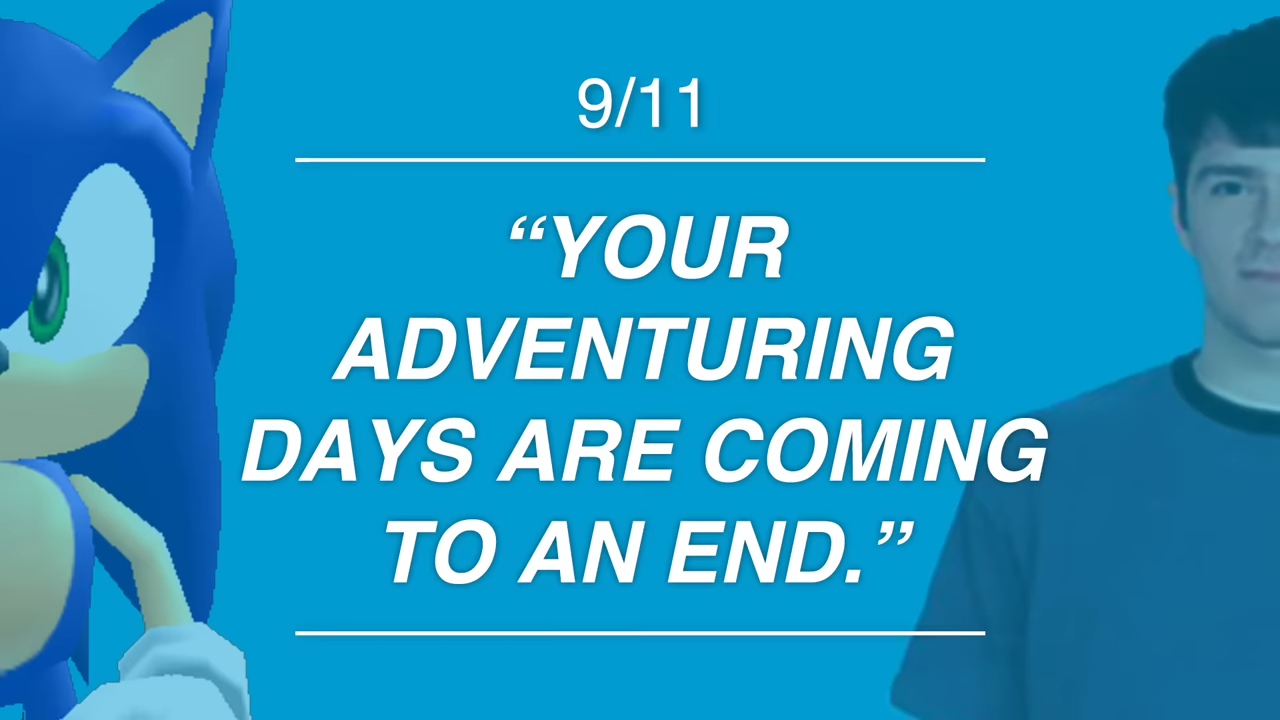 9/11
“YOUR
ADVENTURING
DAYS ARE COMING
TO AN END.”